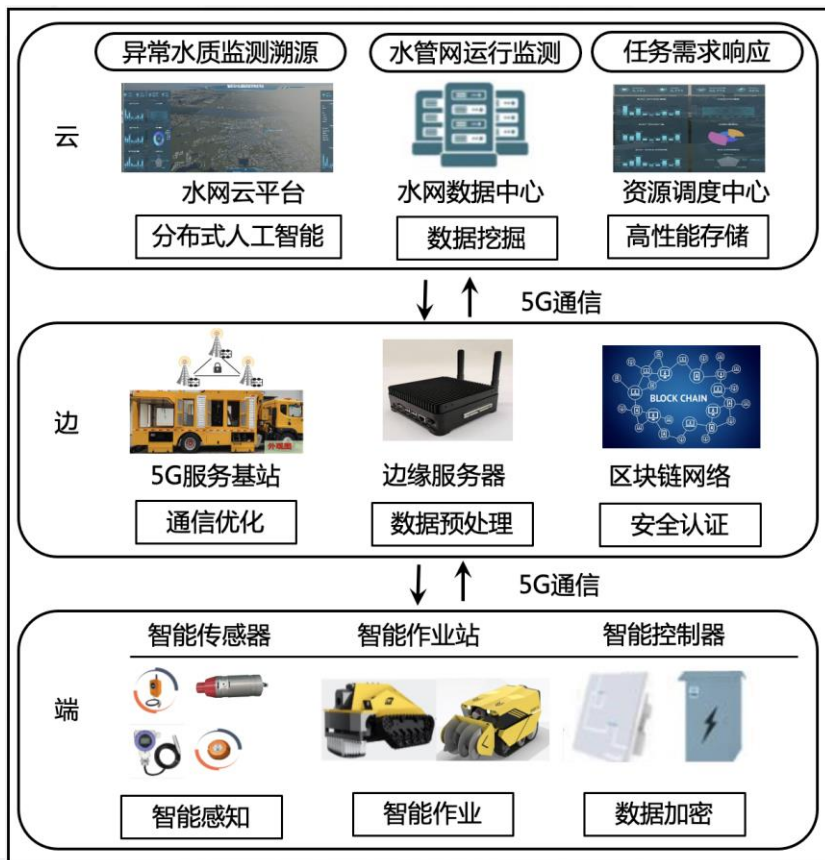 异常水质监测溯源
水管网运行监测
任务需求响应
云
水网云平台
水网数据中心
资源调度中心
分布式人工智能
数据挖掘
高性能存储
5G通信
边
外观图
BLOCK CHAIN
5G服务基站
边缘服务器
区块链网络
通信优化
数据预处理
安全认证
5G通信
端
智能传感器
智能作业站
智能控制器
智能感知
智能作业
数据加密